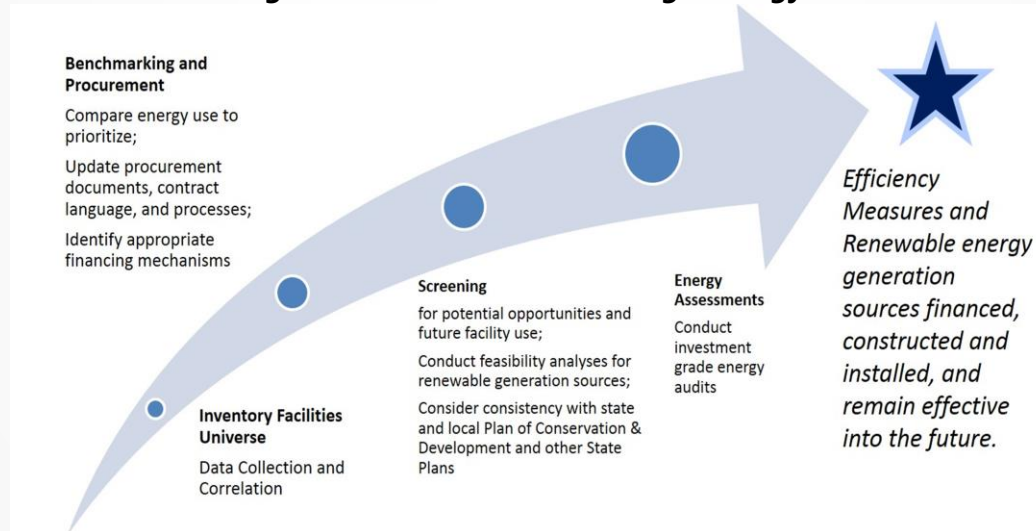 Benchmarking and
Procurement
Compare energy use to
prioritize;
Update procurement
documents, contract
language, and processes;
Identify appropriate
financing mechanisms
Inventory Facilities
Universe
Data Collection and
Correlation
Screening
for potential opportunities and
future facility use;
Conduct feasibility analyses for
renewable generation sources;
Consider consistency with state
and local Plan of Conservation &
Development and other State
Plans
Energy
Assessments
Conduct
investment
grade energy
audits
Efficiency
Measures and
Renewable energy
generation
sources financed,
constructed and
installed, and
remain effective
into the future.